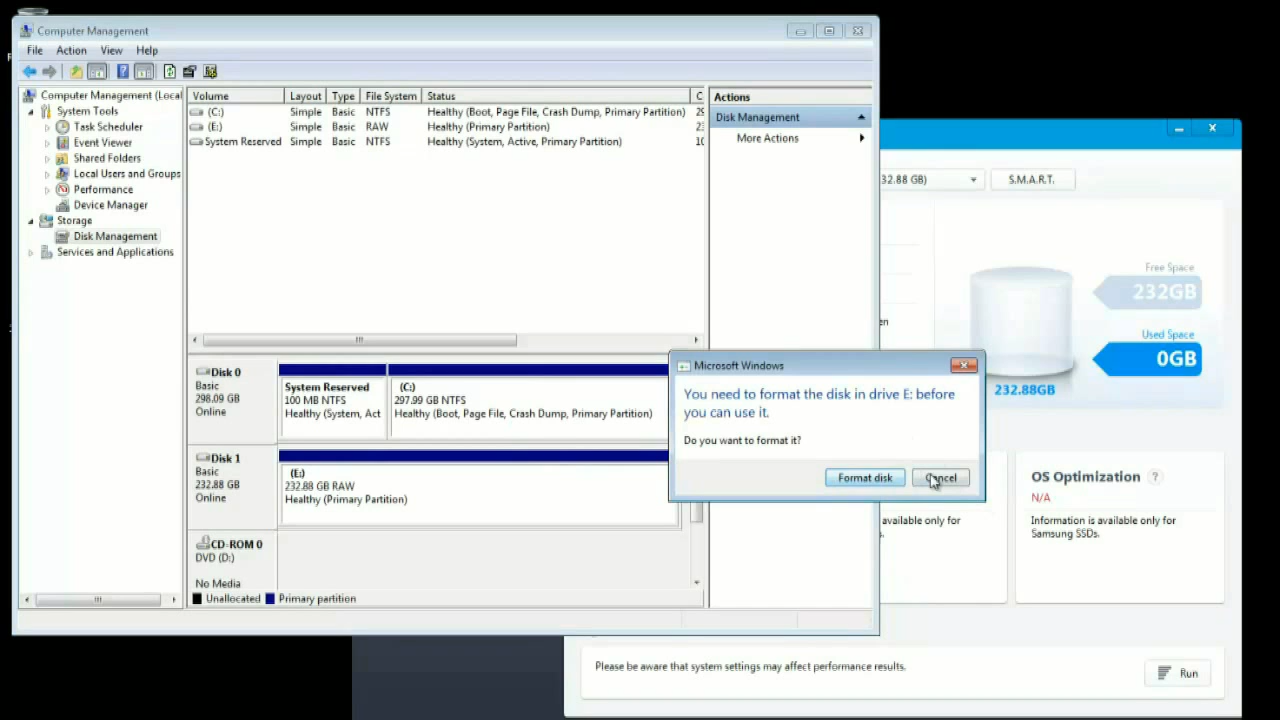 Computer Management
File Action View Help
Computer Management (Local
System Tools
Task Scheduler
Event Viewer
Shared Folders
Local Users and Groups
Performance
Device Manager
Storage
Disk Management
Services and Applications
Volume Layout Type File System Status C
(C:) Simple Basic NTFS Healthy (Boot, Page File, Crash Dump, Primary Partition) 29
(E:) Simple Basic RAW Healthy (Primary Partition) 23
System Reserved Simple Basic NTFS Healthy (System, Active, Primary Partition) 10
Actions
Disk Management
More Actions
Disk 0
Basic
298.09 GB
Online
System Reserved
100 MB NTFS
Healthy (System, Act
(C:)
297.99 GB NTFS
Healthy (Boot, Page File, Crash Dump, Primary Partition)
Disk 1
Basic
232.88 GB
Online
(E:)
232.88 GB RAW
Healthy (Primary Partition)
CD-ROM 0
DVD (D:)
No Media
Unallocated Primary partition
Microsoft Windows
You need to format the disk in drive E: before
you can use it.
Do you want to format it?
Format disk Cancel
32.88 GB) S.M.A.R.T.
Free Space
232GB
Used Space
0GB
232.88GB
en
available only for
s.
OS Optimization ?
N/A
Information is available only for
Samsung SSDs.
Please be aware that system settings may affect performance results.
Run